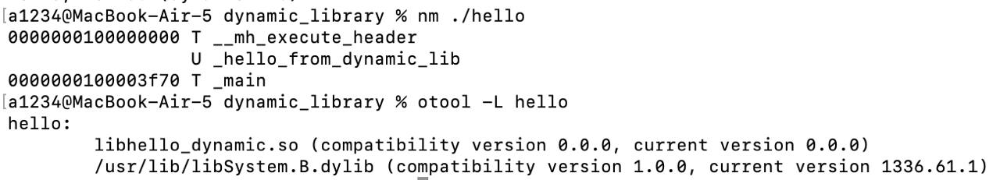 [a1234@MacBook-Air-5 dynamic_library % nm ./hello
0000000100000000 T __mh_execute_header
U _hello_from_dynamic_lib
0000000100003f70 T _main
[a1234@MacBook-Air-5 dynamic_library % otool -L hello
hello:
libhello_dynamic.so (compatibility version 0.0.0, current version 0.0.0)
/usr/lib/libSystem.B.dylib (compatibility version 1.0.0, current version 1336.61.1)